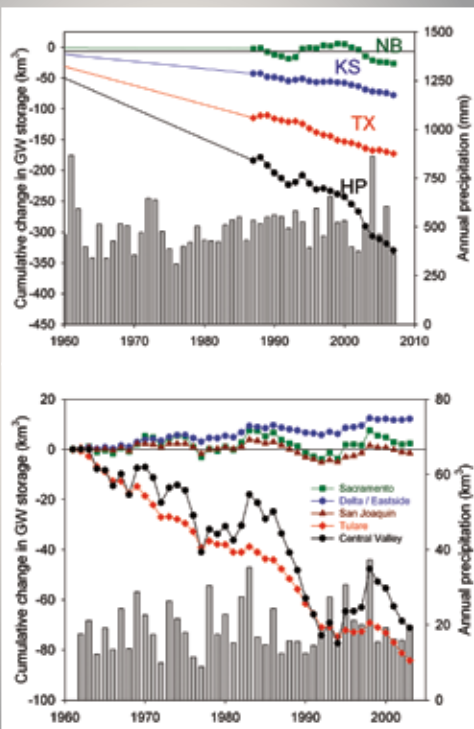 Cumulative change in GW storage (km³)
0
-50
-100
-150
-200
-250
-300
-350
-400
-450
NB
KS
TX
HP
1500
1250
1000
750
500
250
0
Annual precipitation (mm)
1960 1970 1980 1990 2000 2010
Cumulative change in GW storage (km³)
20
0
-20
-40
-60
-80
-100
Sacramento
Delta / Eastside
San Joaquin
Tulare
Central Valley
80
60
40
20
0
Annual precipitation (km³)
1960 1970 1980 1990 2000